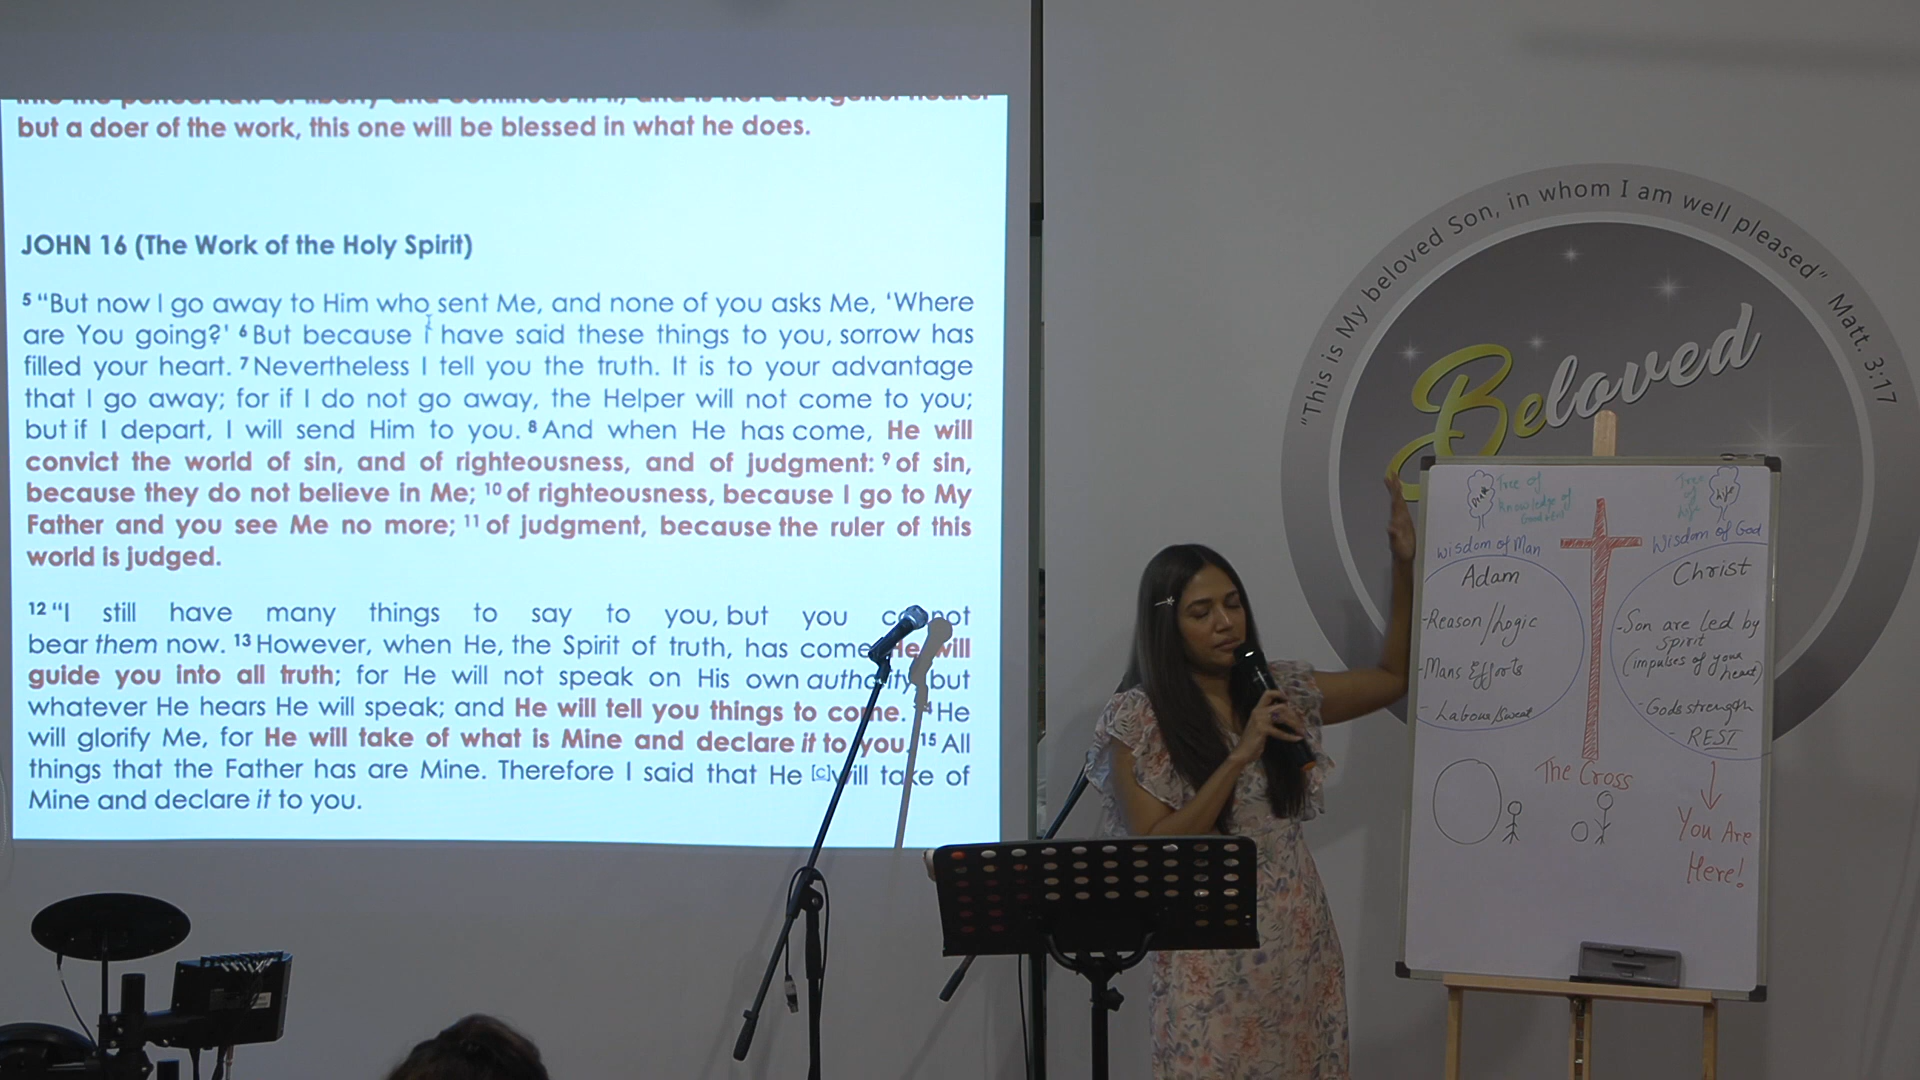 but a doer of the work, this one will be blessed in what he does.
JOHN 16 (The Work of the Holy Spirit)
5 “But now I go away to Him who sent Me, and none of you asks Me, ‘Where
are You going?’ 6 But because I have said these things to you, sorrow has
filled your heart. 7 Nevertheless I tell you the truth. It is to your advantage
that I go away; for if I do not go away, the Helper will not come to you;
but if I depart, I will send Him to you. 8 And when He has come, He will
convict the world of sin, and of righteousness, and of judgment: 9 of sin,
because they do not believe in Me; 10 of righteousness, because I go to My
Father and you see Me no more; 11 of judgment, because the ruler of this
world is judged.
12 “I still have many things to say to you, but you cannot
bear them now. 13 However, when He, the Spirit of truth, has come, He will
guide you into all truth; for He will not speak on His own authority, but
whatever He hears He will speak; and He will tell you things to come. 14 He
will glorify Me, for He will take of what is Mine and declare it to you. 15 All
things that the Father has are Mine. Therefore I said that He [c]will take of
Mine and declare it to you.
"This is My beloved Son, in whom I am well pleased" Matt. 3:17
Beloved
Tree of
Knowledge of
Good+Evil
Wisdom of Man
Adam
-Reason/Logic
-Mans Efforts
- Labour/Sweat
The Cross
Tree
of
life
life
Wisdom of God
Christ
-Son are led by
spirit
(impulses of your
heart)
-Gods strength
- REST
You Are
Here!